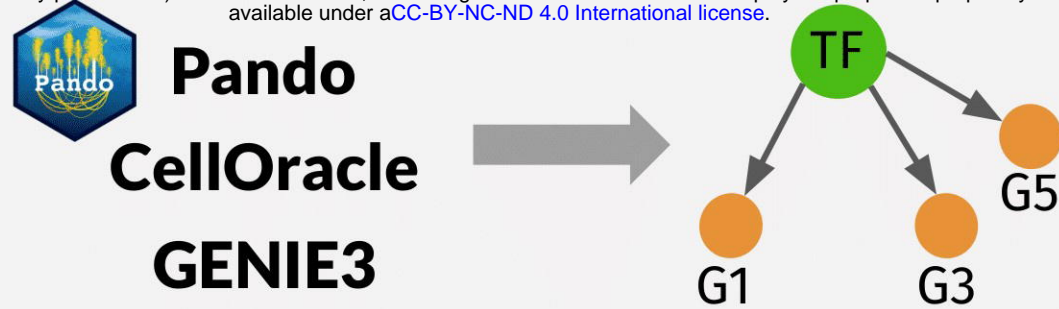 available under aCC-BY-NC-ND 4.0 International license.
Pando
Pando
CellOracle
GENIE3
TF
G5
G1
G3